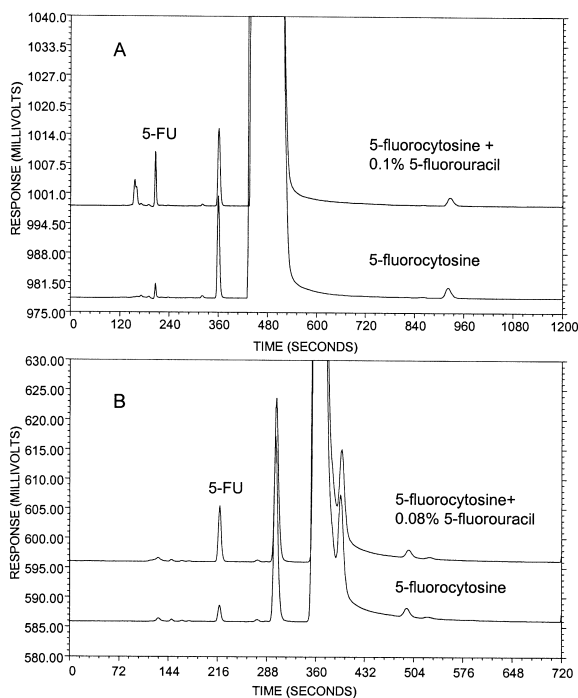 1040.0
1033.5
1027.0
1020.5
1014.0
1007.5
1001.0
994.50
988.00
981.50
975.00
RESPONSE (MILLIVOLTS)
A
5-FU
5-fluorocytosine +
0.1% 5-fluorouracil
5-fluorocytosine
0 120 240 360 480 600 720 840 960 1080 1200
TIME (SECONDS)
630.00
625.00
620.00
615.00
610.00
605.00
600.00
595.00
590.00
585.00
580.00
RESPONSE (MILLIVOLTS)
B
5-FU
5-fluorocytosine+
0.08% 5-fluorouracil
5-fluorocytosine
0 72 144 216 288 360 432 504 576 648 720
TIME (SECONDS)